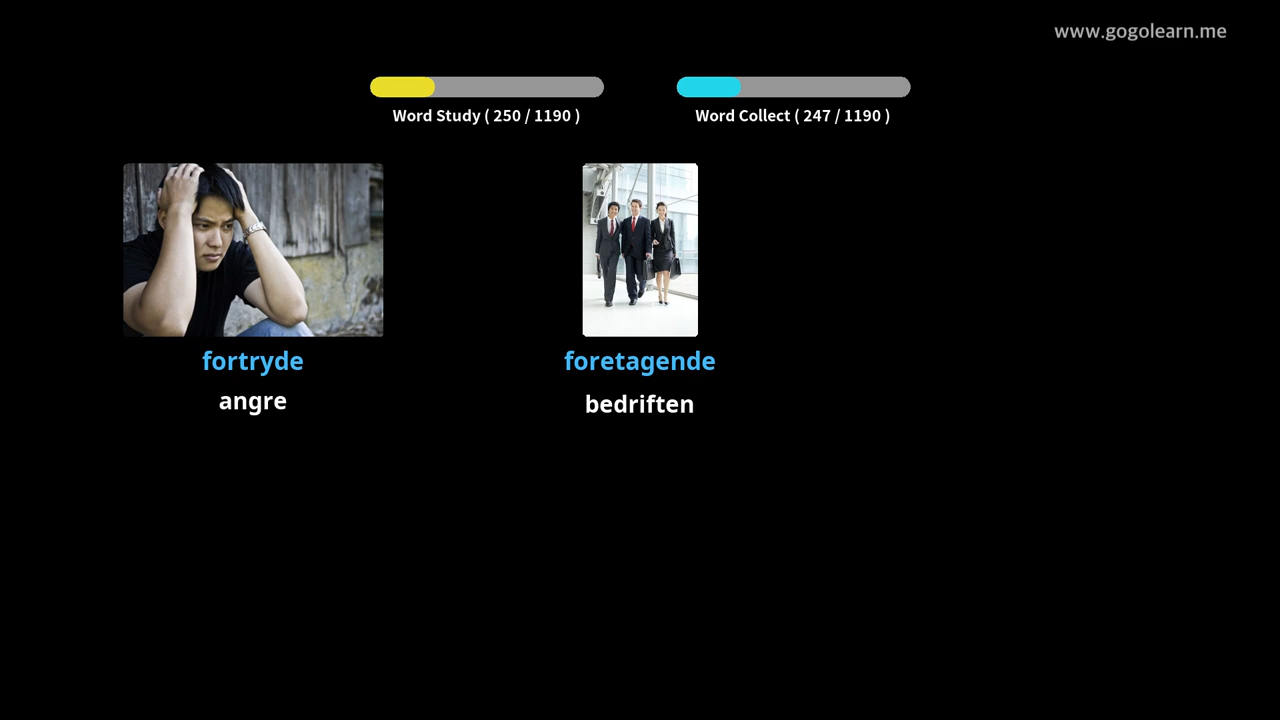 www.gogolearn.me
Word Study ( 250 / 1190 )
Word Collect ( 247 / 1190 )
fortryde
angre
foretagende
bedriften